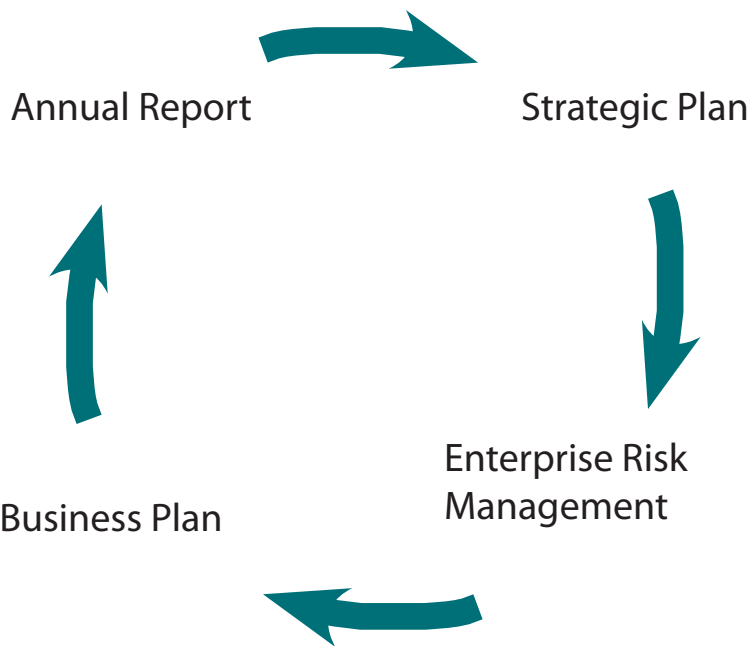 Annual Report
Strategic Plan
Enterprise Risk
Management
Business Plan